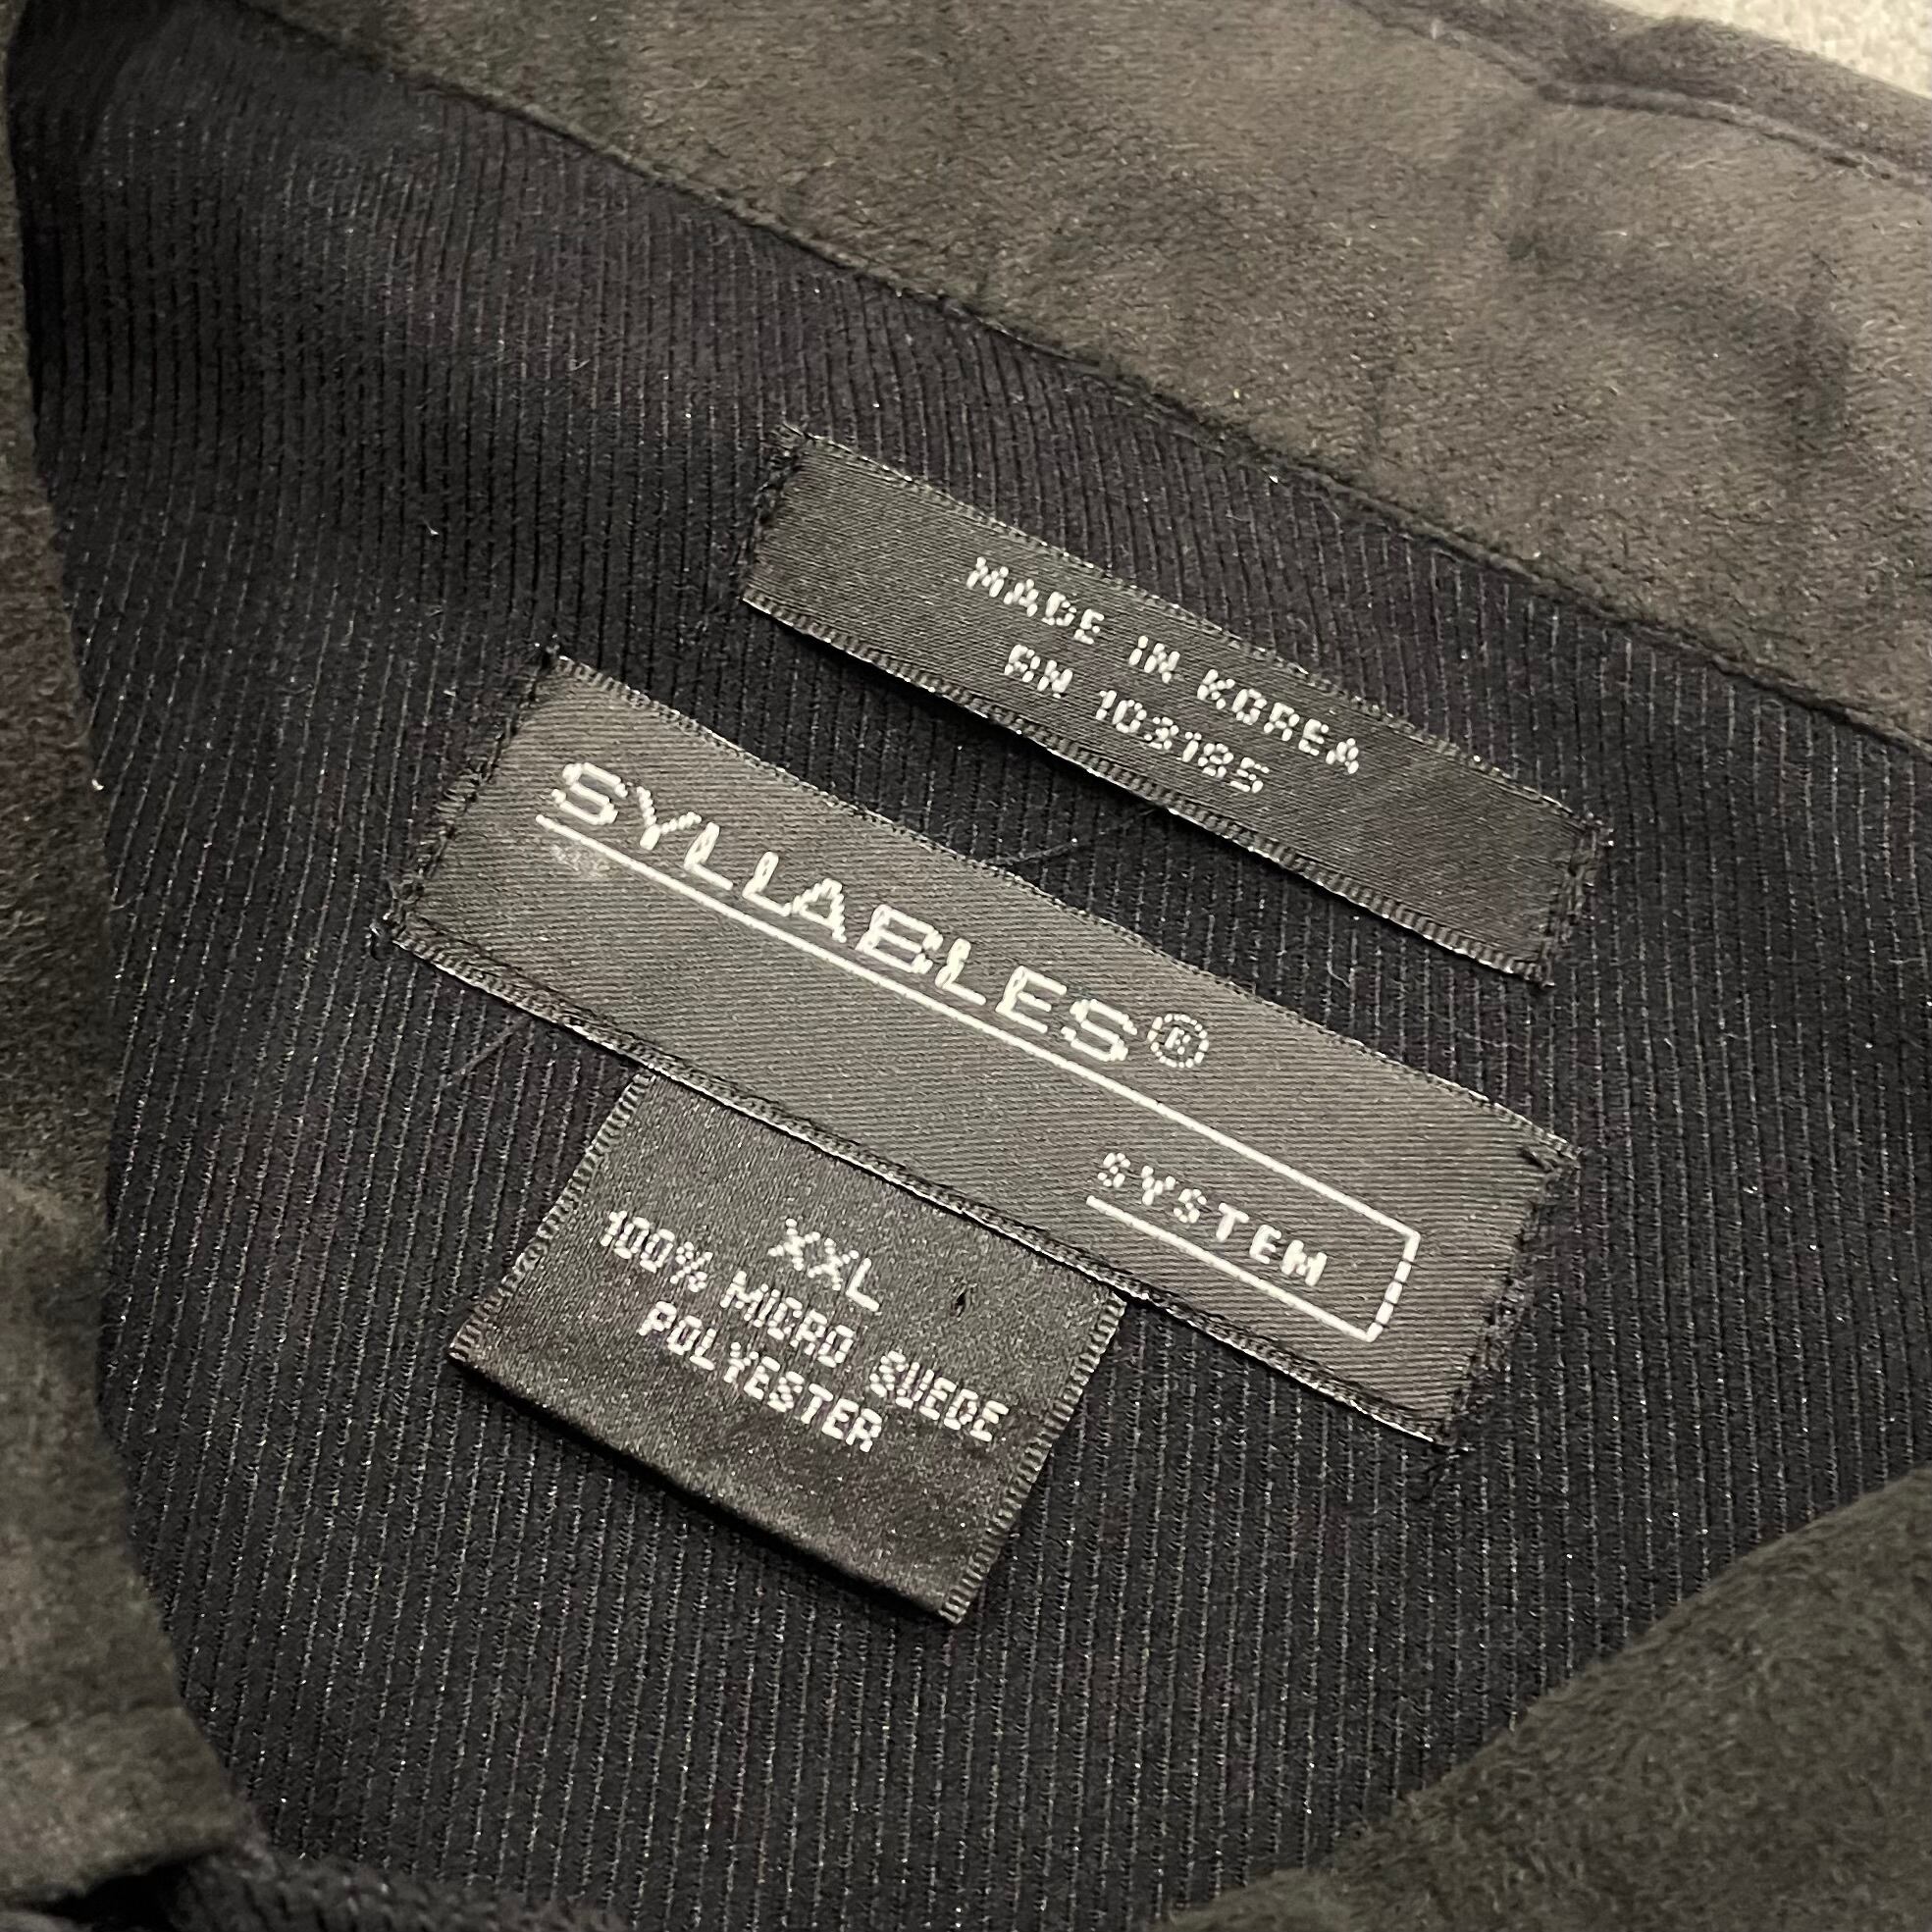 MADE IN KOREA
RN 103185
SYLLABLES®
SYSTEM
XXL
100% MICRO SUEDE
POLYESTER